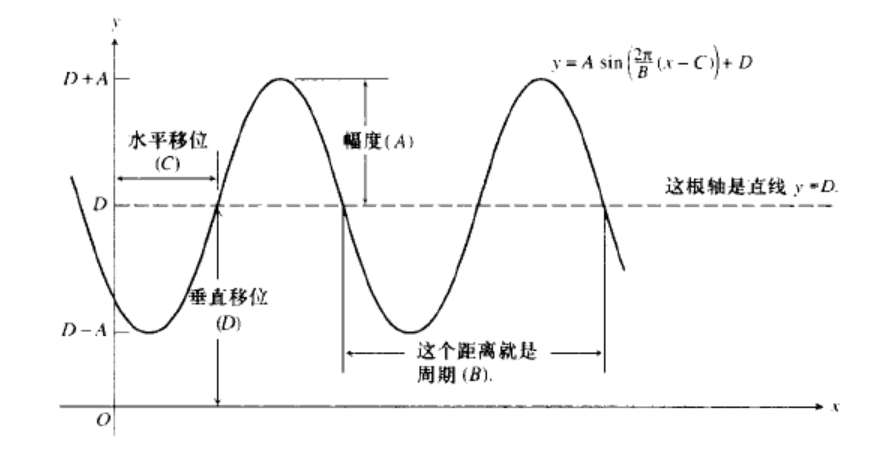 y
y = A sin(2π/B (x − C)) + D
D + A
水平移位
(C)
幅度(A)
这根轴是直线 y = D.
D
垂直移位
(D)
D − A
这个距离就是
周期(B).
O
x